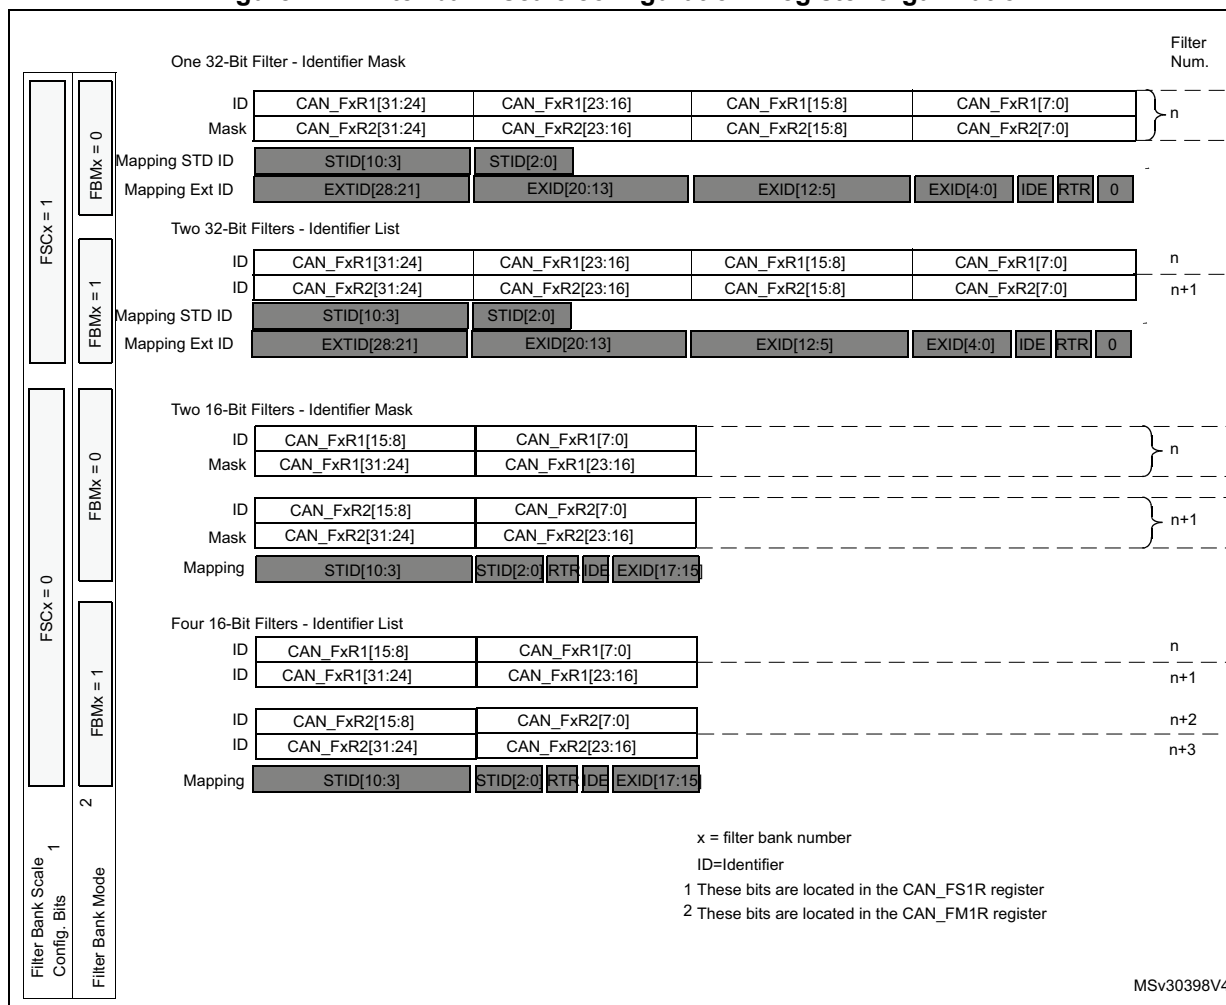 One 32-Bit Filter - Identifier Mask
Filter
Num.
ID CAN_FxR1[31:24] CAN_FxR1[23:16] CAN_FxR1[15:8] CAN_FxR1[7:0] n
Mask CAN_FxR2[31:24] CAN_FxR2[23:16] CAN_FxR2[15:8] CAN_FxR2[7:0]
Mapping STD ID STID[10:3] STID[2:0]
Mapping Ext ID EXTID[28:21] EXID[20:13] EXID[12:5] EXID[4:0] IDE RTR 0
FSCx = 1
FBMx = 0
Two 32-Bit Filters - Identifier List
ID CAN_FxR1[31:24] CAN_FxR1[23:16] CAN_FxR1[15:8] CAN_FxR1[7:0] n
ID CAN_FxR2[31:24] CAN_FxR2[23:16] CAN_FxR2[15:8] CAN_FxR2[7:0] n+1
Mapping STD ID STID[10:3] STID[2:0]
Mapping Ext ID EXTID[28:21] EXID[20:13] EXID[12:5] EXID[4:0] IDE RTR 0
FBMx = 1
Two 16-Bit Filters - Identifier Mask
ID CAN_FxR1[15:8] CAN_FxR1[7:0] n
Mask CAN_FxR1[31:24] CAN_FxR1[23:16]
ID CAN_FxR2[15:8] CAN_FxR2[7:0] n+1
Mask CAN_FxR2[31:24] CAN_FxR2[23:16]
Mapping STID[10:3] STID[2:0] RTR IDE EXID[17:15]
FSCx = 0
FBMx = 0
Four 16-Bit Filters - Identifier List
ID CAN_FxR1[15:8] CAN_FxR1[7:0] n
ID CAN_FxR1[31:24] CAN_FxR1[23:16] n+1
ID CAN_FxR2[15:8] CAN_FxR2[7:0] n+2
ID CAN_FxR2[31:24] CAN_FxR2[23:16] n+3
Mapping STID[10:3] STID[2:0] RTR IDE EXID[17:15]
FBMx = 1
Filter Bank Scale
Config. Bits 1
Filter Bank Mode 2
x = filter bank number
ID=Identifier
1 These bits are located in the CAN_FS1R register
2 These bits are located in the CAN_FM1R register
MSv30398V4